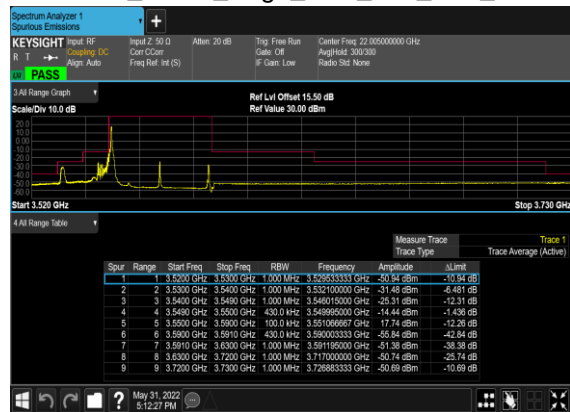 Spectrum Analyzer 1
Spurious Emissions
KEYSIGHT Input: RF Input Z: 50 Ω Atten: 20 dB Trig: Free Run Center Freq: 22.005000000 GHz
R T Coupling: DC Corr CCorr Gate: Off Avg|Hold: 300/300
Align: Auto Freq Ref: Int (S) IF Gain: Low Radio Std: None
LW PASS
3 All Range Graph
Ref Lvl Offset 15.50 dB
Scale/Div 10.0 dB Ref Value 30.00 dBm
20.0
10.0
0.00
-10.0
-20.0
-30.0
-40.0
-50.0
-60.0
Start 3.520 GHz Stop 3.730 GHz
4 All Range Table
Measure Trace Trace 1
Trace Type Trace Average (Active)
Spur Range Start Freq Stop Freq RBW Frequency Amplitude ΔLimit
1 1 3.5200 GHz 3.5300 GHz 1.000 MHz 3.529533333 GHz -50.94 dBm -10.94 dB
2 2 3.5300 GHz 3.5400 GHz 1.000 MHz 3.532100000 GHz -31.48 dBm -6.481 dB
3 3 3.5400 GHz 3.5490 GHz 1.000 MHz 3.546015000 GHz -25.31 dBm -12.31 dB
4 4 3.5490 GHz 3.5500 GHz 430.0 kHz 3.549995000 GHz -14.44 dBm -1.436 dB
5 5 3.5500 GHz 3.5900 GHz 100.0 kHz 3.551066667 GHz 17.74 dBm -12.26 dB
6 6 3.5900 GHz 3.5910 GHz 430.0 kHz 3.590003333 GHz -55.84 dBm -42.84 dB
7 7 3.5910 GHz 3.6300 GHz 1.000 MHz 3.591195000 GHz -51.38 dBm -38.38 dB
8 8 3.6300 GHz 3.7200 GHz 1.000 MHz 3.717000000 GHz -50.74 dBm -25.74 dB
9 9 3.7200 GHz 3.7300 GHz 1.000 MHz 3.726883333 GHz -50.69 dBm -10.69 dB
? May 31, 2022
5:12:27 PM